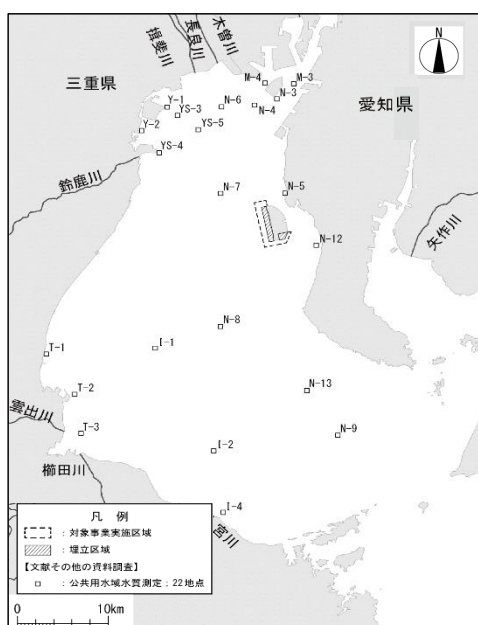 N
木曽川
長良川
揖斐川
三重県
愛知県
M-4
M-3
N-3
Y-1
YS-3
N-6
N-4
Y-2
YS-5
YS-4
鈴鹿川
N-7
N-5
矢作川
N-12
N-8
I-1
T-1
N-13
T-2
雲出川
T-3
N-9
I-2
櫛田川
I-4
宮川
凡 例
：対象事業実施区域
：埋立区域
【文献その他の資料調査】
：公共用水域水質測定：22地点
0 10km